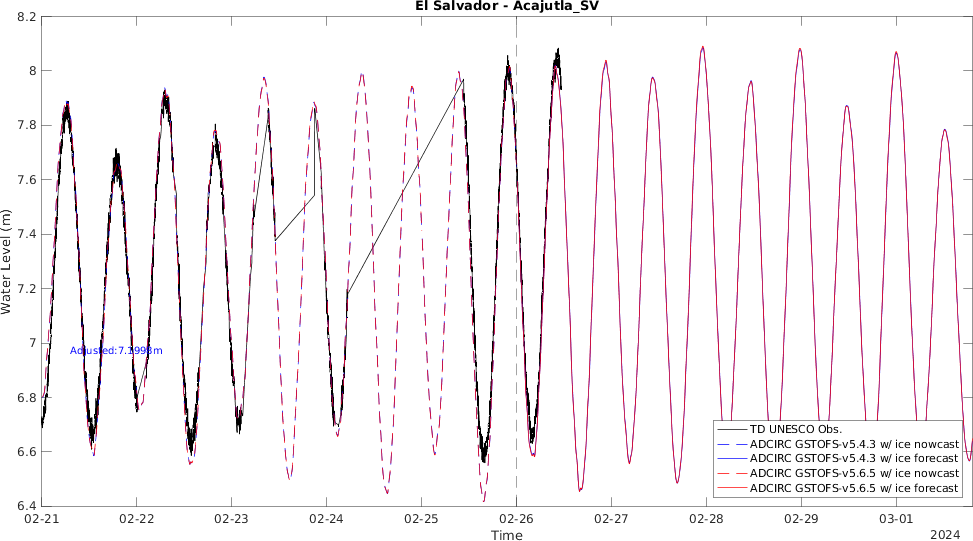 El Salvador - Acajutla_SV
Water Level (m)
8.2
8
7.8
7.6
7.4
7.2
7
6.8
6.6
6.4
Adjusted:7.1993m
TD UNESCO Obs.
ADCIRC GSTOFS-v5.4.3 w/ ice nowcast
ADCIRC GSTOFS-v5.4.3 w/ ice forecast
ADCIRC GSTOFS-v5.6.5 w/ ice nowcast
ADCIRC GSTOFS-v5.6.5 w/ ice forecast
02-21 02-22 02-23 02-24 02-25 02-26 02-27 02-28 02-29 03-01
Time
2024